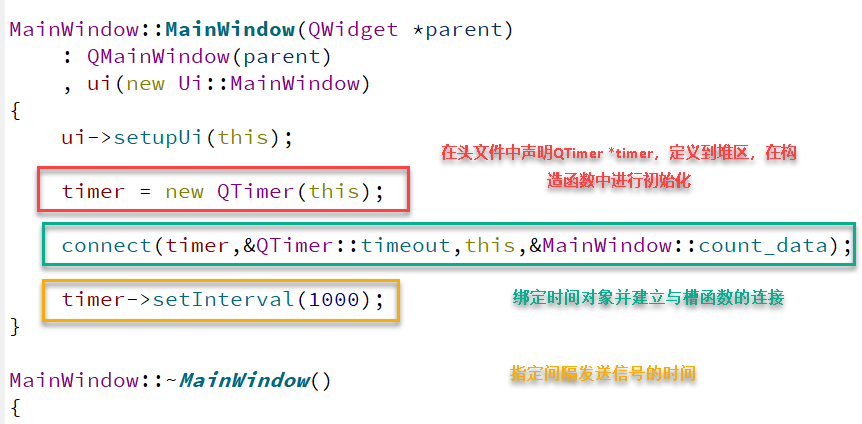 MainWindow::MainWindow(QWidget *parent)
    : QMainWindow(parent)
    , ui(new Ui::MainWindow)
{
    ui->setupUi(this);
在头文件中声明QTimer *timer，定义到堆区，在构
造函数中进行初始化
    timer = new QTimer(this);
    connect(timer,&QTimer::timeout,this,&MainWindow::count_data);
    timer->setInterval(1000);
绑定时间对象并建立与槽函数的连接
}
指定间隔发送信号的时间
MainWindow::~MainWindow()
{